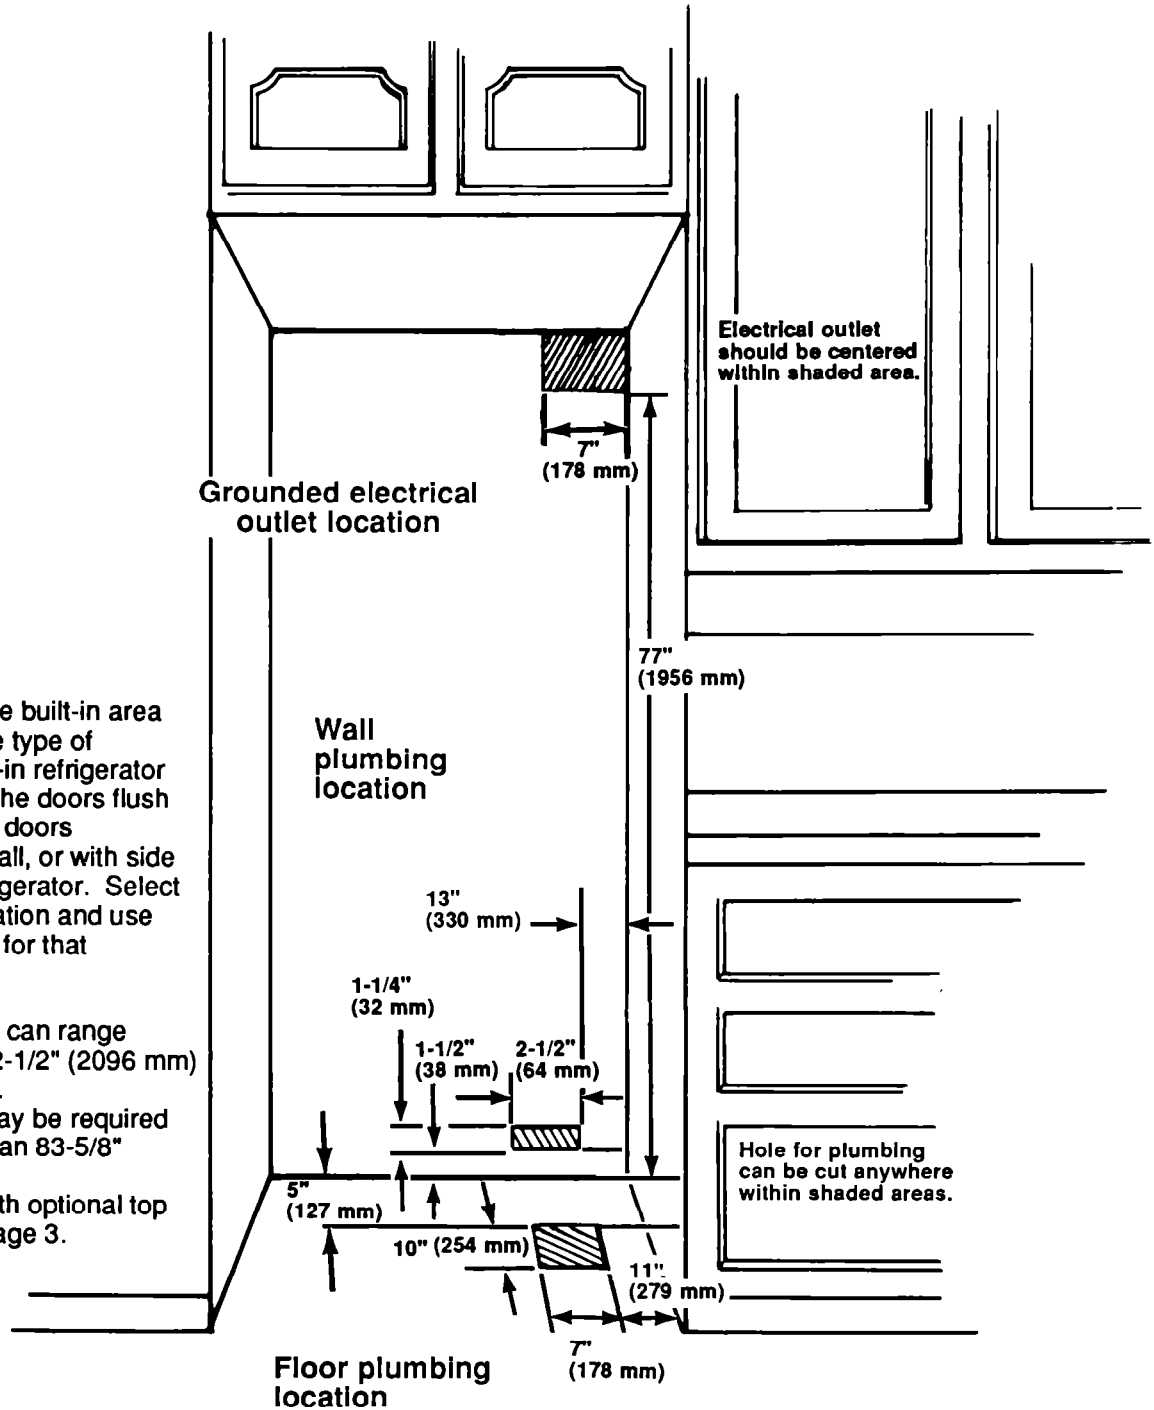 Electrical outlet
should be centered
within shaded area.
7"
(178 mm)
Grounded electrical
outlet location
77"
(1956 mm)
Wall
plumbing
location
e built-in area
e type of
-in refrigerator
he doors flush
doors
all, or with side
gerator. Select
ation and use
for that
can range
2-1/2" (2096 mm)
ay be required
an 83-5/8"
th optional top
age 3.
13"
(330 mm)
1-1/4"
(32 mm)
1-1/2"
(38 mm)
2-1/2"
(64 mm)
Hole for plumbing
can be cut anywhere
within shaded areas.
5"
(127 mm)
10" (254 mm)
11"
(279 mm)
7"
(178 mm)
Floor plumbing
location